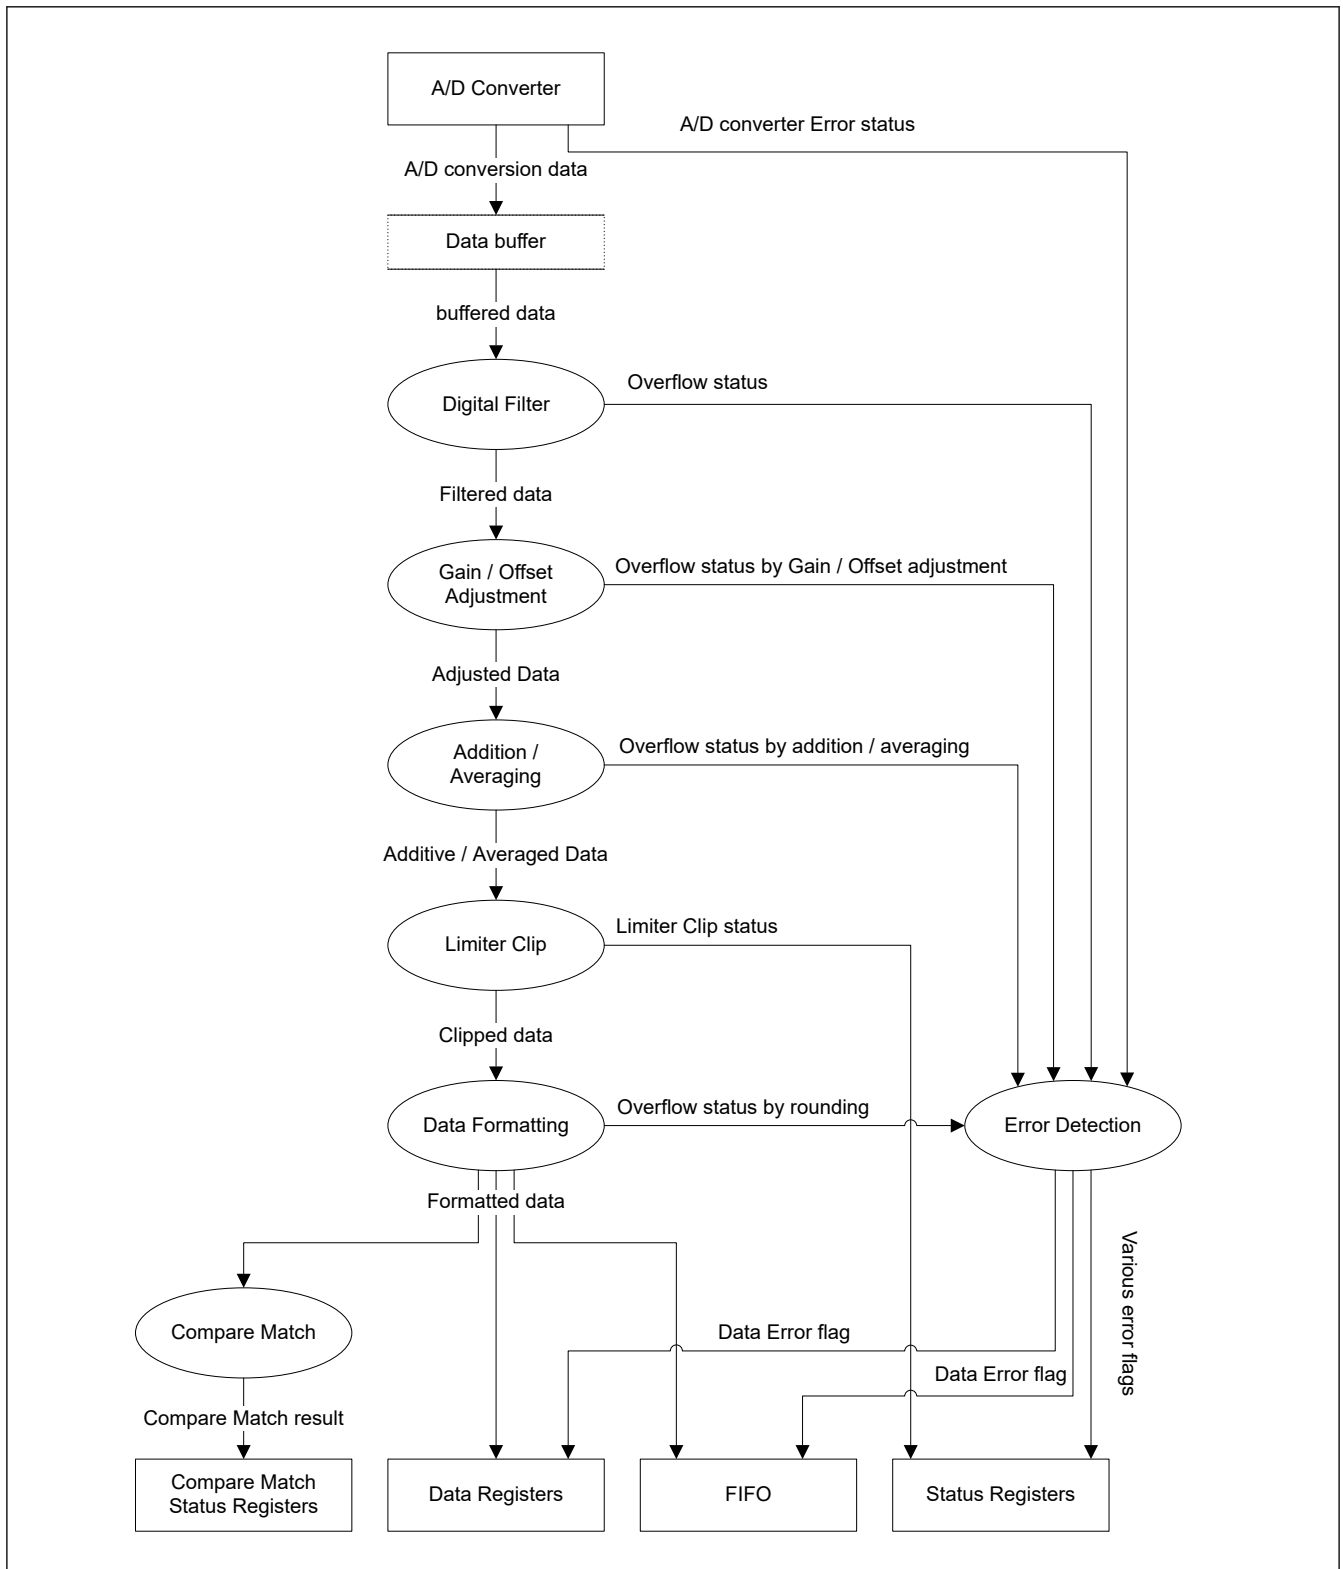 A/D Converter
A/D converter Error status
A/D conversion data
Data buffer
buffered data
Overflow status
Digital Filter
Filtered data
Overflow status by Gain / Offset adjustment
Gain / Offset
Adjustment
Adjusted Data
Overflow status by addition / averaging
Addition /
Averaging
Additive / Averaged Data
Limiter Clip status
Limiter Clip
Clipped data
Overflow status by rounding
Data Formatting
Error Detection
Formatted data
Various error flags
Compare Match
Data Error flag
Data Error flag
Compare Match result
Compare Match
Status Registers
Data Registers
FIFO
Status Registers